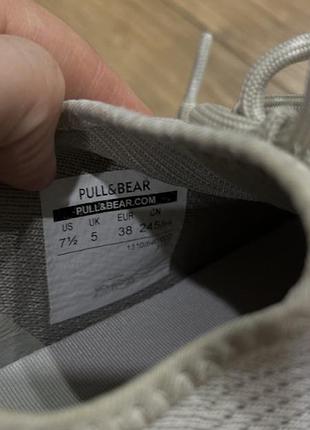 PULL&BEAR
PULL&BEAR.COM
US UK EUR CN
7½ 5 38 245